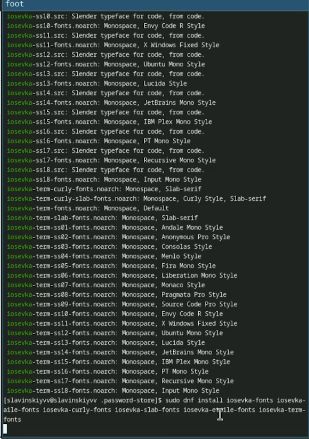 foot
iosevka-ss10.src: Slender typeface for code, from code.
iosevka-ss10-fonts.noarch: Monospace, Envy Code R Style
iosevka-ss11.src: Slender typeface for code, from code.
iosevka-ss11-fonts.noarch: Monospace, X Windows Fixed Style
iosevka-ss12.src: Slender typeface for code, from code.
iosevka-ss12-fonts.noarch: Monospace, Ubuntu Mono Style
iosevka-ss13.src: Slender typeface for code, from code.
iosevka-ss13-fonts.noarch: Monospace, Lucida Style
iosevka-ss14.src: Slender typeface for code, from code.
iosevka-ss14-fonts.noarch: Monospace, JetBrains Mono Style
iosevka-ss15.src: Slender typeface for code, from code.
iosevka-ss15-fonts.noarch: Monospace, IBM Plex Mono Style
iosevka-ss16.src: Slender typeface for code, from code.
iosevka-ss16-fonts.noarch: Monospace, PT Mono Style
iosevka-ss17.src: Slender typeface for code, from code.
iosevka-ss17-fonts.noarch: Monospace, Recursive Mono Style
iosevka-ss18.src: Slender typeface for code, from code.
iosevka-ss18-fonts.noarch: Monospace, Input Mono Style
iosevka-term-curly-fonts.noarch: Monospace, Slab-serif
iosevka-term-curly-slab-fonts.noarch: Monospace, Curly Style, Slab-serif
iosevka-term-fonts.noarch: Monospace, Default
iosevka-term-slab-fonts.noarch: Monospace, Slab-serif
iosevka-term-ss01-fonts.noarch: Monospace, Andale Mono Style
iosevka-term-ss02-fonts.noarch: Monospace, Anonymous Pro Style
iosevka-term-ss03-fonts.noarch: Monospace, Consolas Style
iosevka-term-ss04-fonts.noarch: Monospace, Menlo Style
iosevka-term-ss05-fonts.noarch: Monospace, Fira Mono Style
iosevka-term-ss06-fonts.noarch: Monospace, Liberation Mono Style
iosevka-term-ss07-fonts.noarch: Monospace, Monaco Style
iosevka-term-ss08-fonts.noarch: Monospace, Pragmata Pro Style
iosevka-term-ss09-fonts.noarch: Monospace, Source Code Pro Style
iosevka-term-ss10-fonts.noarch: Monospace, Envy Code R Style
iosevka-term-ss11-fonts.noarch: Monospace, X Windows Fixed Style
iosevka-term-ss12-fonts.noarch: Monospace, Ubuntu Mono Style
iosevka-term-ss13-fonts.noarch: Monospace, Lucida Style
iosevka-term-ss14-fonts.noarch: Monospace, JetBrains Mono Style
iosevka-term-ss15-fonts.noarch: Monospace, IBM Plex Mono Style
iosevka-term-ss16-fonts.noarch: Monospace, PT Mono Style
iosevka-term-ss17-fonts.noarch: Monospace, Recursive Mono Style
iosevka-term-ss18-fonts.noarch: Monospace, Input Mono Style
[slavinskiyvv@slavinskiyvv .password-store]$ sudo dnf install iosevka-fonts iosevka-
aile-fonts iosevka-curly-fonts iosevka-slab-fonts iosevka-etoile-fonts iosevka-term-
fonts